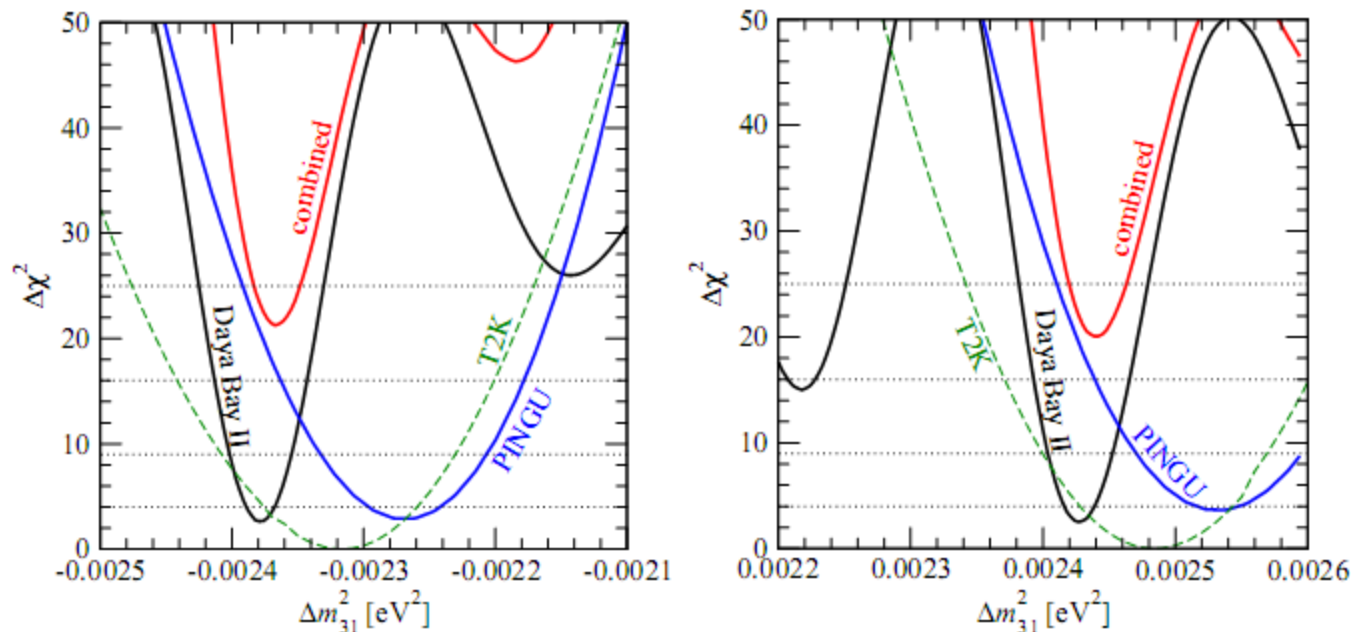 50
40
30
20
10
0
Δχ²
-0.0025
-0.0024
-0.0023
-0.0022
-0.0021
Δm²₃₁ [eV²]
combined
Daya Bay II
T2K
PINGU
50
40
30
20
10
0
Δχ²
0.0022
0.0023
0.0024
0.0025
0.0026
Δm²₃₁ [eV²]
combined
T2K
Daya Bay II
PINGU